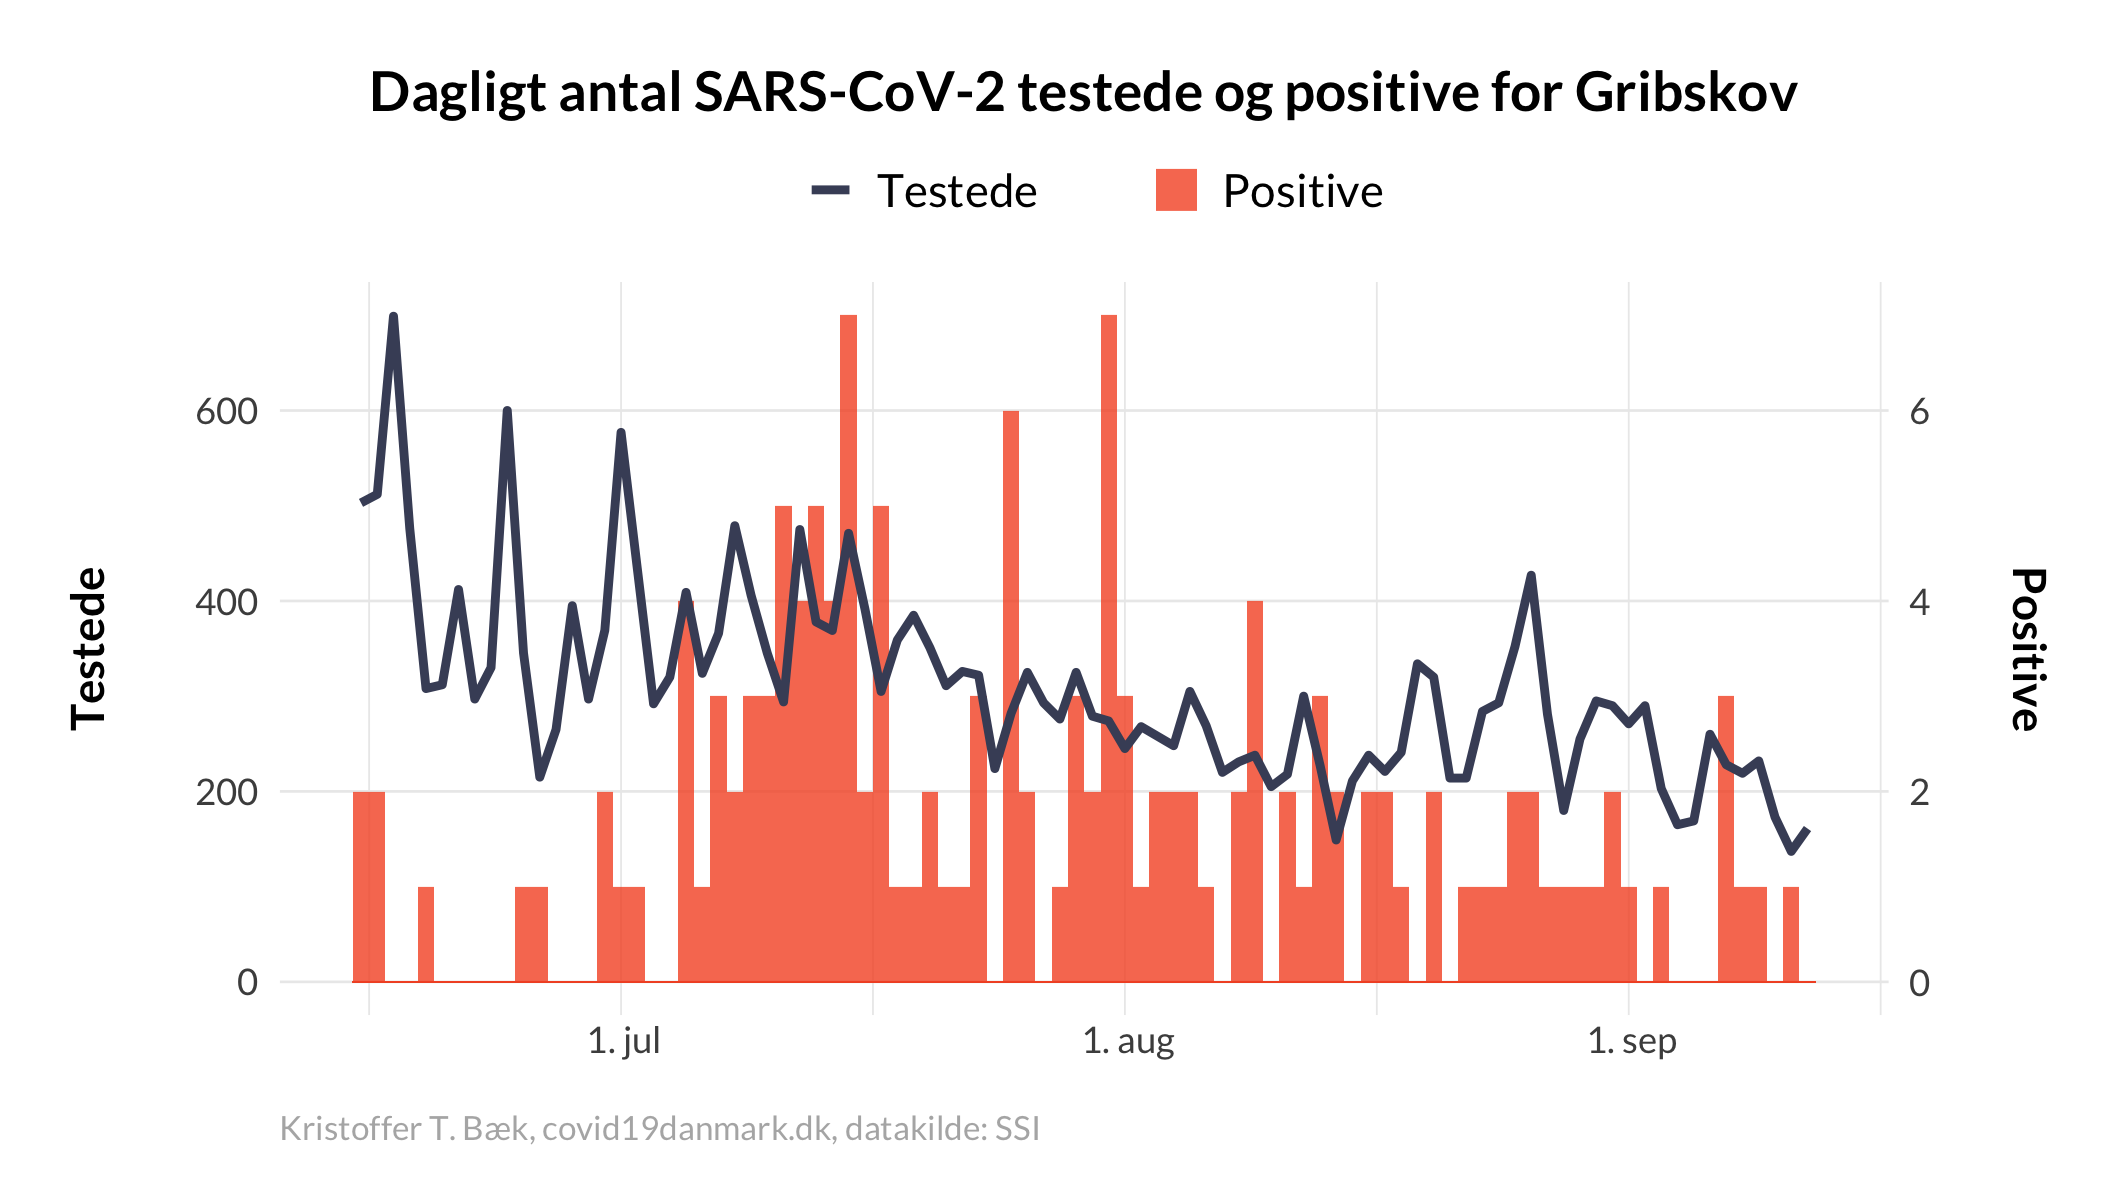 Dagligt antal SARS-CoV-2 testede og positive for Gribskov
Testede
Positive
600
400
200
0
Testede
6
4
2
0
Positive
1. jul
1. aug
1. sep
Kristoffer T. Bæk, covid19danmark.dk, datakilde: SSI